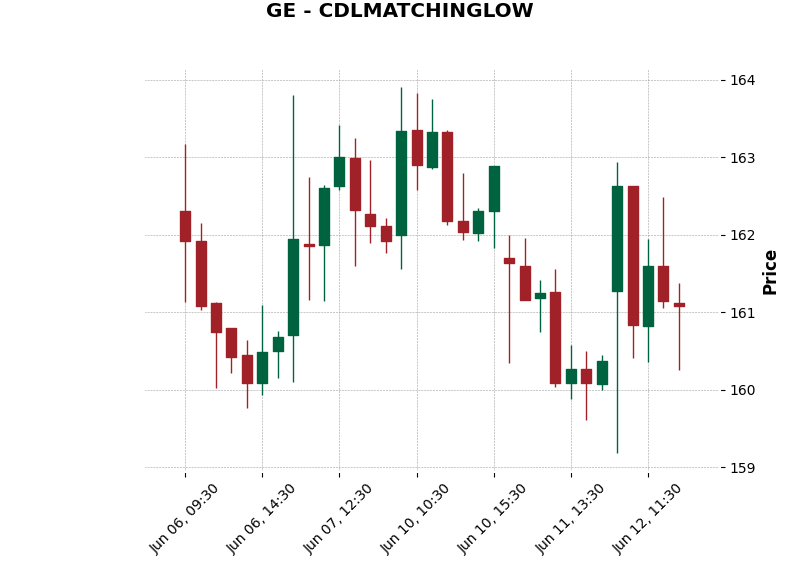 GE - CDLMATCHINGLOW
164
163
162
161
160
159
Price
Jun 06, 09:30
Jun 06, 14:30
Jun 07, 12:30
Jun 10, 10:30
Jun 10, 15:30
Jun 11, 13:30
Jun 12, 11:30